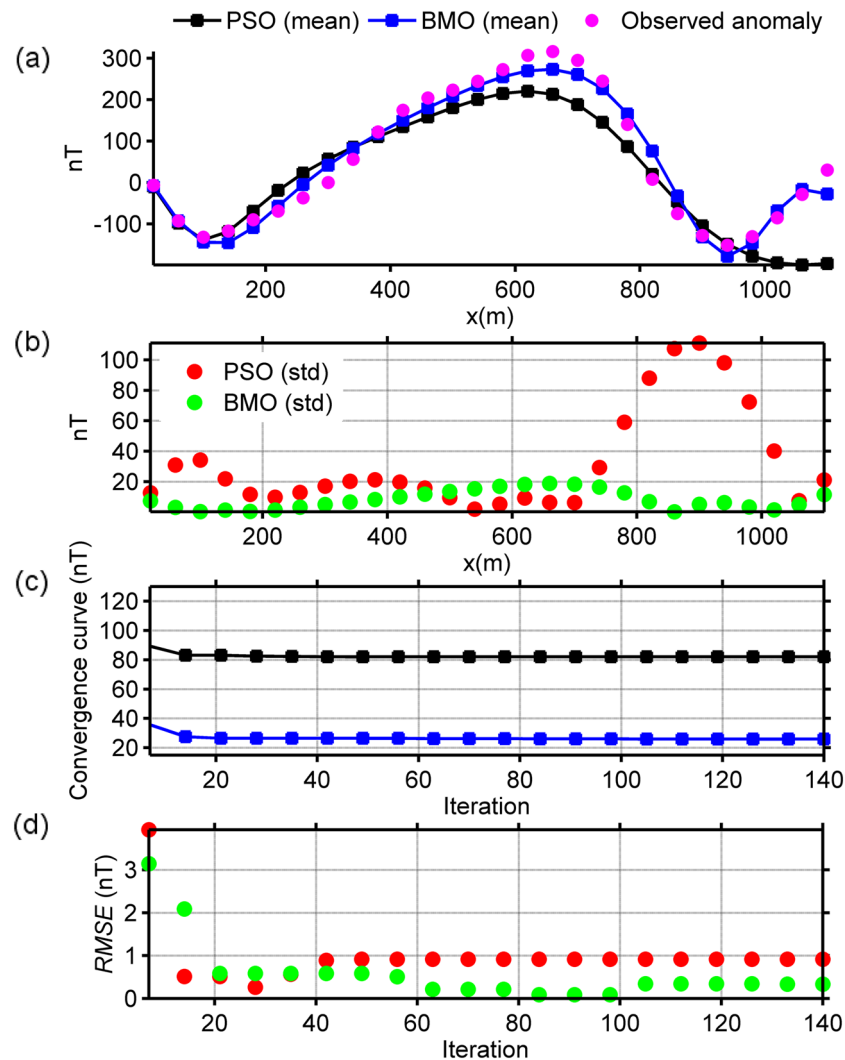 PSO (mean) BMO (mean) Observed anomaly
(a)
300
200
100
0
-100
nT
200 400 600 800 1000
x(m)
(b)
100
80
60
40
20
nT
PSO (std)
BMO (std)
200 400 600 800 1000
x(m)
(c)
120
100
80
60
40
20
Convergence curve (nT)
20 40 60 80 100 120 140
Iteration
(d)
3
2
1
0
RMSE (nT)
20 40 60 80 100 120 140
Iteration